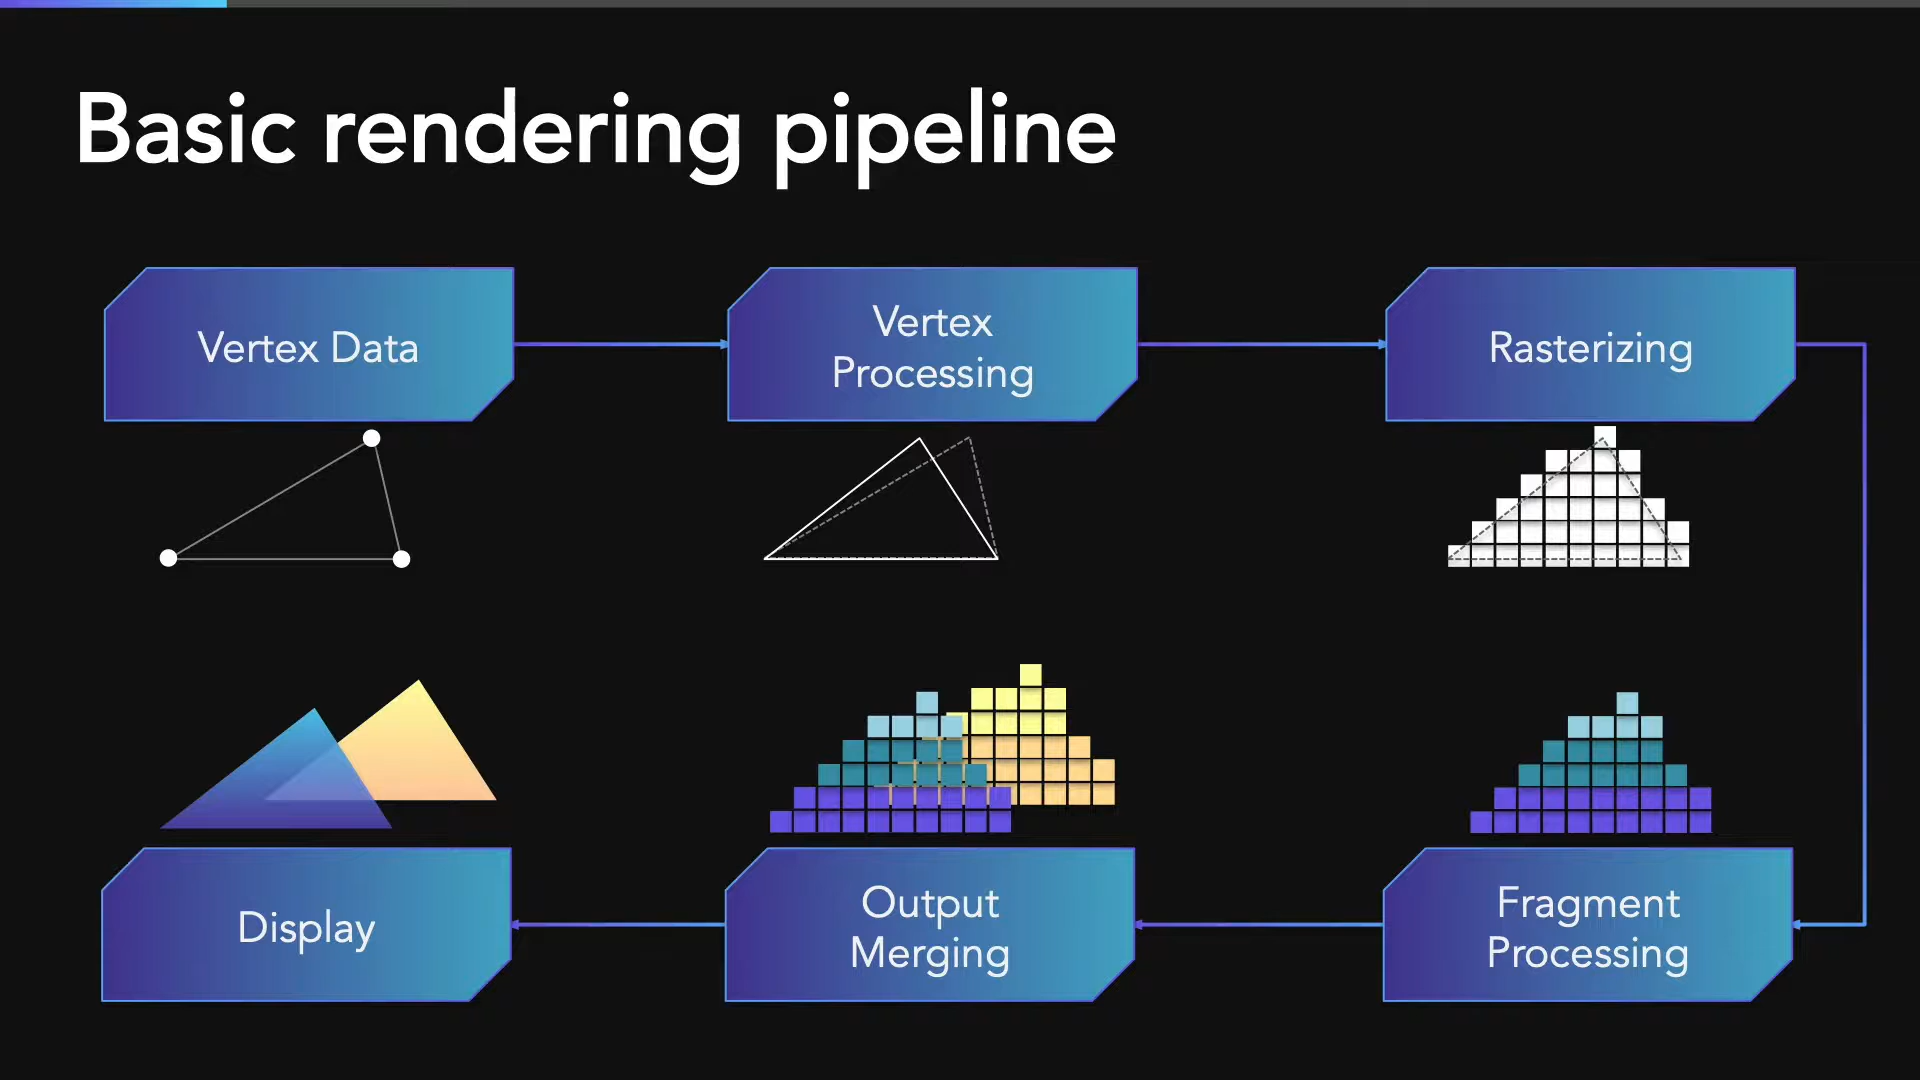 Basic rendering pipeline
Vertex Data
Vertex
Processing
Rasterizing
Display
Output
Merging
Fragment
Processing